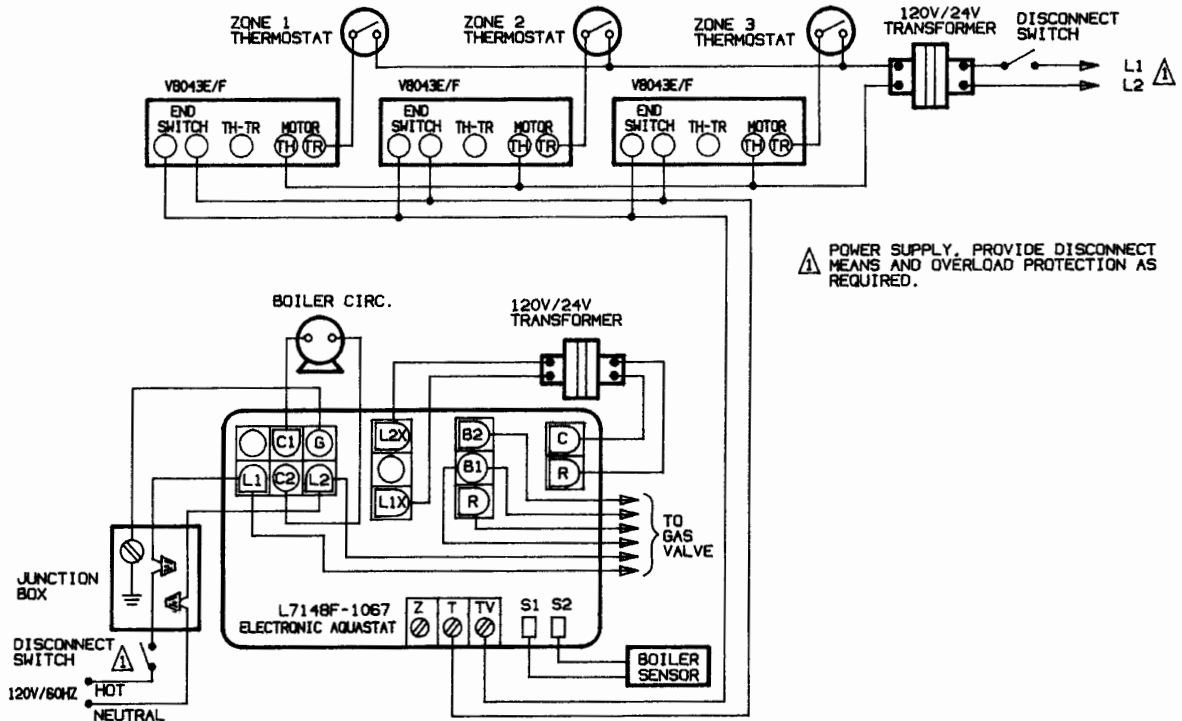 ZONE 1
THERMOSTAT
ZONE 2
THERMOSTAT
ZONE 3
THERMOSTAT
120V/24V
TRANSFORMER
DISCONNECT
SWITCH
L1
L2
1
V8043E/F
END
SWITCH
TH-TR
MOTOR
TH
TR
V8043E/F
END
SWITCH
TH-TR
MOTOR
TH
TR
V8043E/F
END
SWITCH
TH-TR
MOTOR
TH
TR
1
POWER SUPPLY. PROVIDE DISCONNECT
MEANS AND OVERLOAD PROTECTION AS
REQUIRED.
BOILER CIRC.
120V/24V
TRANSFORMER
C1
G
L1
C2
L2
L2X
L1X
B2
B1
R
C
R
TO
GAS
VALVE
JUNCTION
BOX
L7148F-1067
ELECTRONIC AQUASTAT
Z
T
TV
S1
S2
BOILER
SENSOR
DISCONNECT
SWITCH
1
120V/60HZ
HOT
NEUTRAL